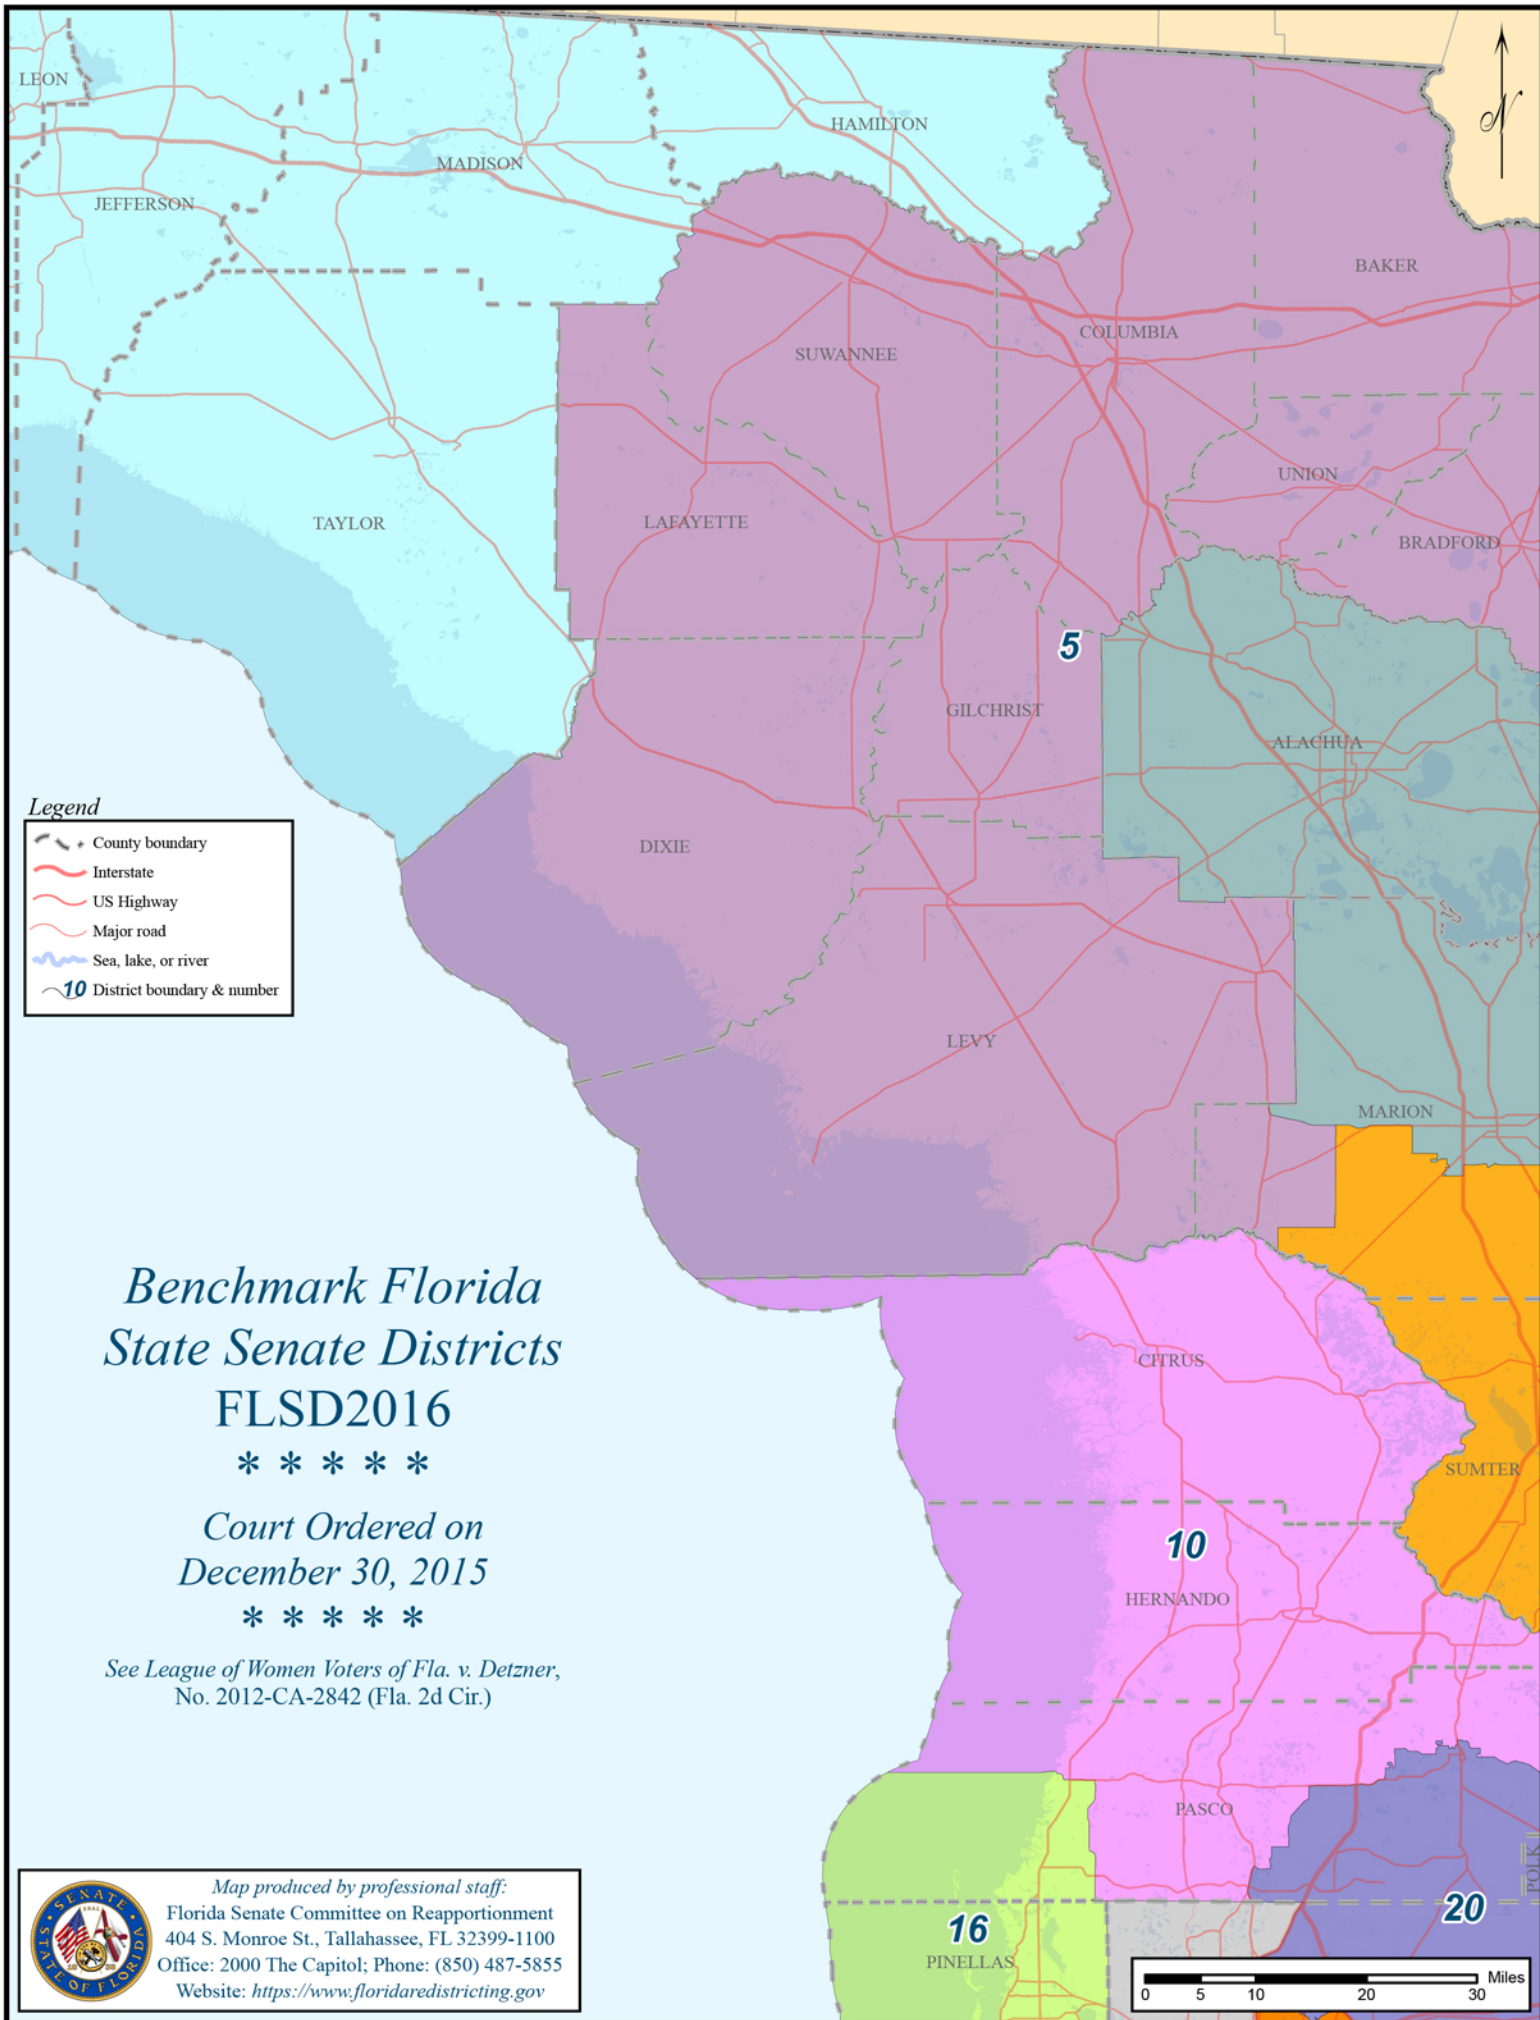 LEON
HAMILTON
MADISON
JEFFERSON
N
BAKER
COLUMBIA
SUWANNEE
UNION
TAYLOR
LAFAYETTE
BRADFORD
5
GILCHRIST
ALACHUA
Legend
County boundary
Interstate
US Highway
Major road
Sea, lake, or river
10 District boundary & number
DIXIE
LEVY
MARION
Benchmark Florida
State Senate Districts
FLSD2016
* * * * *
Court Ordered on
December 30, 2015
* * * * *
See League of Women Voters of Fla. v. Detzner,
No. 2012-CA-2842 (Fla. 2d Cir.)
CITRUS
SUMTER
10
HERNANDO
PASCO
POLK
20
16
PINELLAS
SENATE
STATE OF FLORIDA
Map produced by professional staff:
Florida Senate Committee on Reapportionment
404 S. Monroe St., Tallahassee, FL 32399-1100
Office: 2000 The Capitol; Phone: (850) 487-5855
Website: https://www.floridaredistricting.gov
Miles
0 5 10 20 30